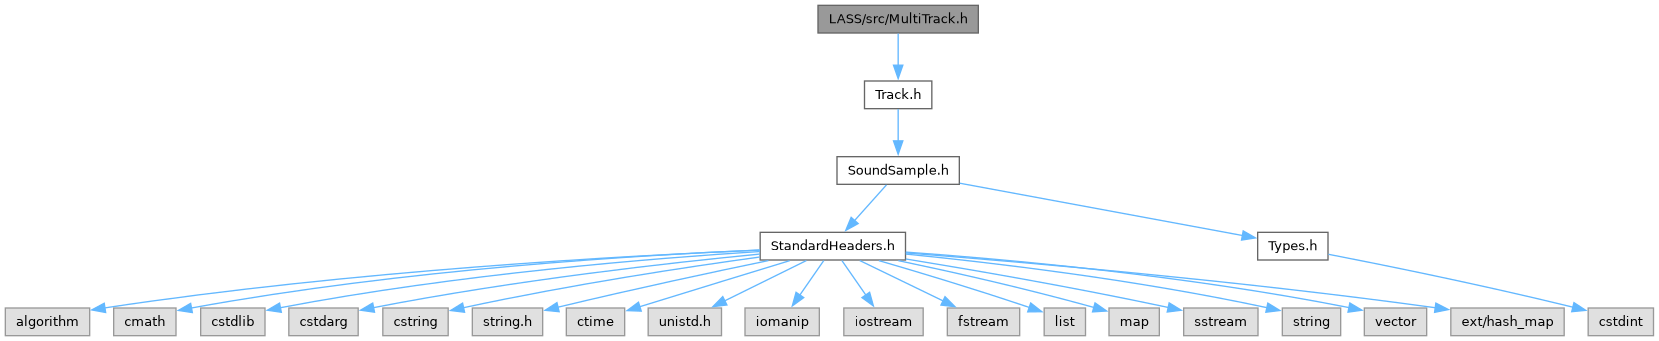 LASS/src/MultiTrack.h
Track.h
SoundSample.h
StandardHeaders.h
Types.h
algorithm
cmath
cstdlib
cstdarg
cstring
string.h
ctime
unistd.h
iomanip
iostream
fstream
list
map
sstream
string
vector
ext/hash_map
cstdint